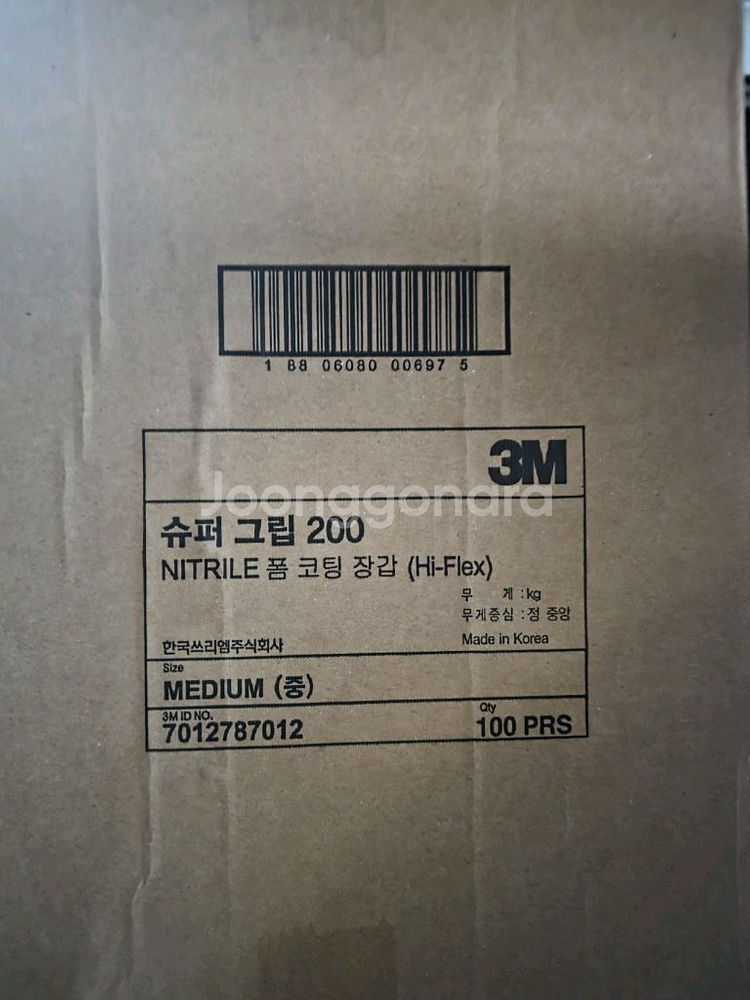 1 88 06080 00697 5
3M
Joonggonara
슈퍼 그립 200
NITRILE 폼 코팅 장갑 (Hi-Flex)
무 게 : kg
무게중심 : 정 중앙
한국쓰리엠주식회사
Made in Korea
Size
MEDIUM (중)
3M ID NO.
7012787012
Qty
100 PRS